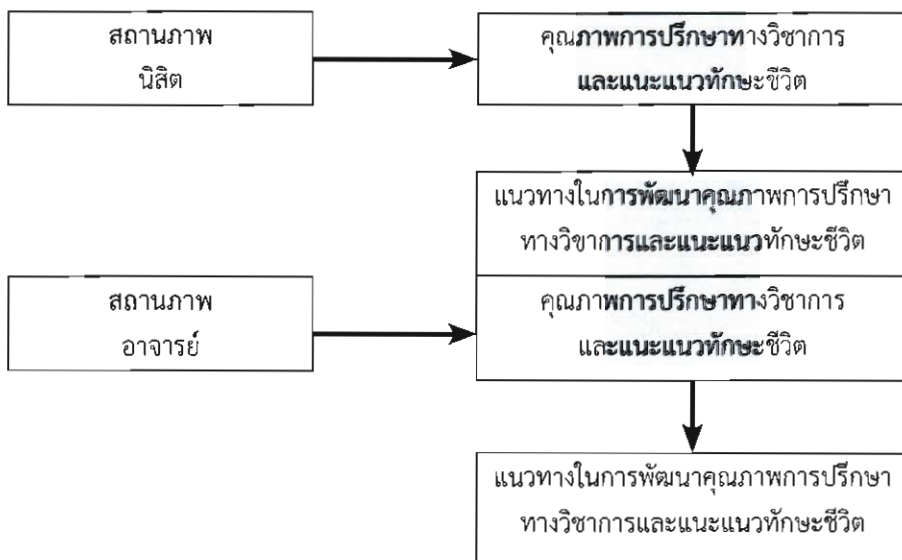 สถานภาพ
นิสิต
คุณภาพการปรึกษาทางวิชาการ
และแนะแนวทักษะชีวิต
แนวทางในการพัฒนาคุณภาพการปรึกษา
ทางวิชาการและแนะแนวทักษะชีวิต
สถานภาพ
อาจารย์
คุณภาพการปรึกษาทางวิชาการ
และแนะแนวทักษะชีวิต
แนวทางในการพัฒนาคุณภาพการปรึกษา
ทางวิชาการและแนะแนวทักษะชีวิต